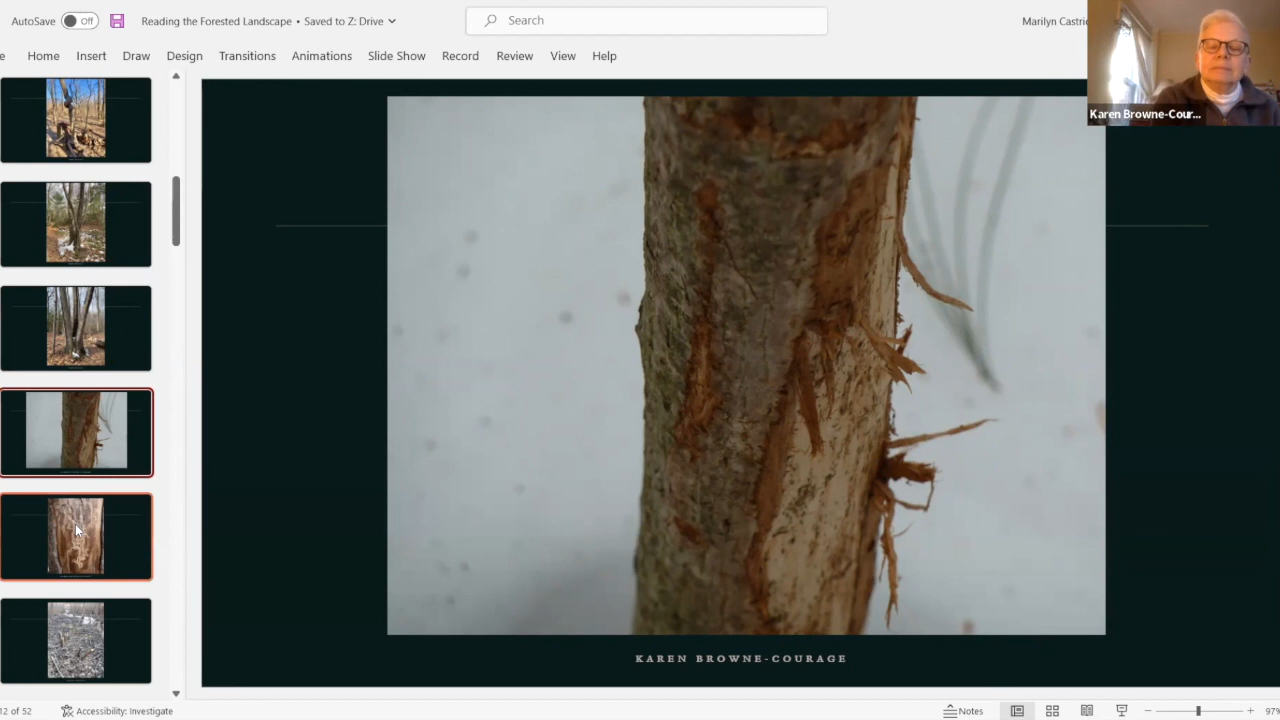 AutoSave Off Reading the Forested Landscape • Saved to Z: Drive Search Marilyn
Home Insert Draw Design Transitions Animations Slide Show Record Review View Help
Karen Browne-Cour...
KAREN BROWNE-COURAGE
12 of 52 Accessibility: Investigate Notes 97%